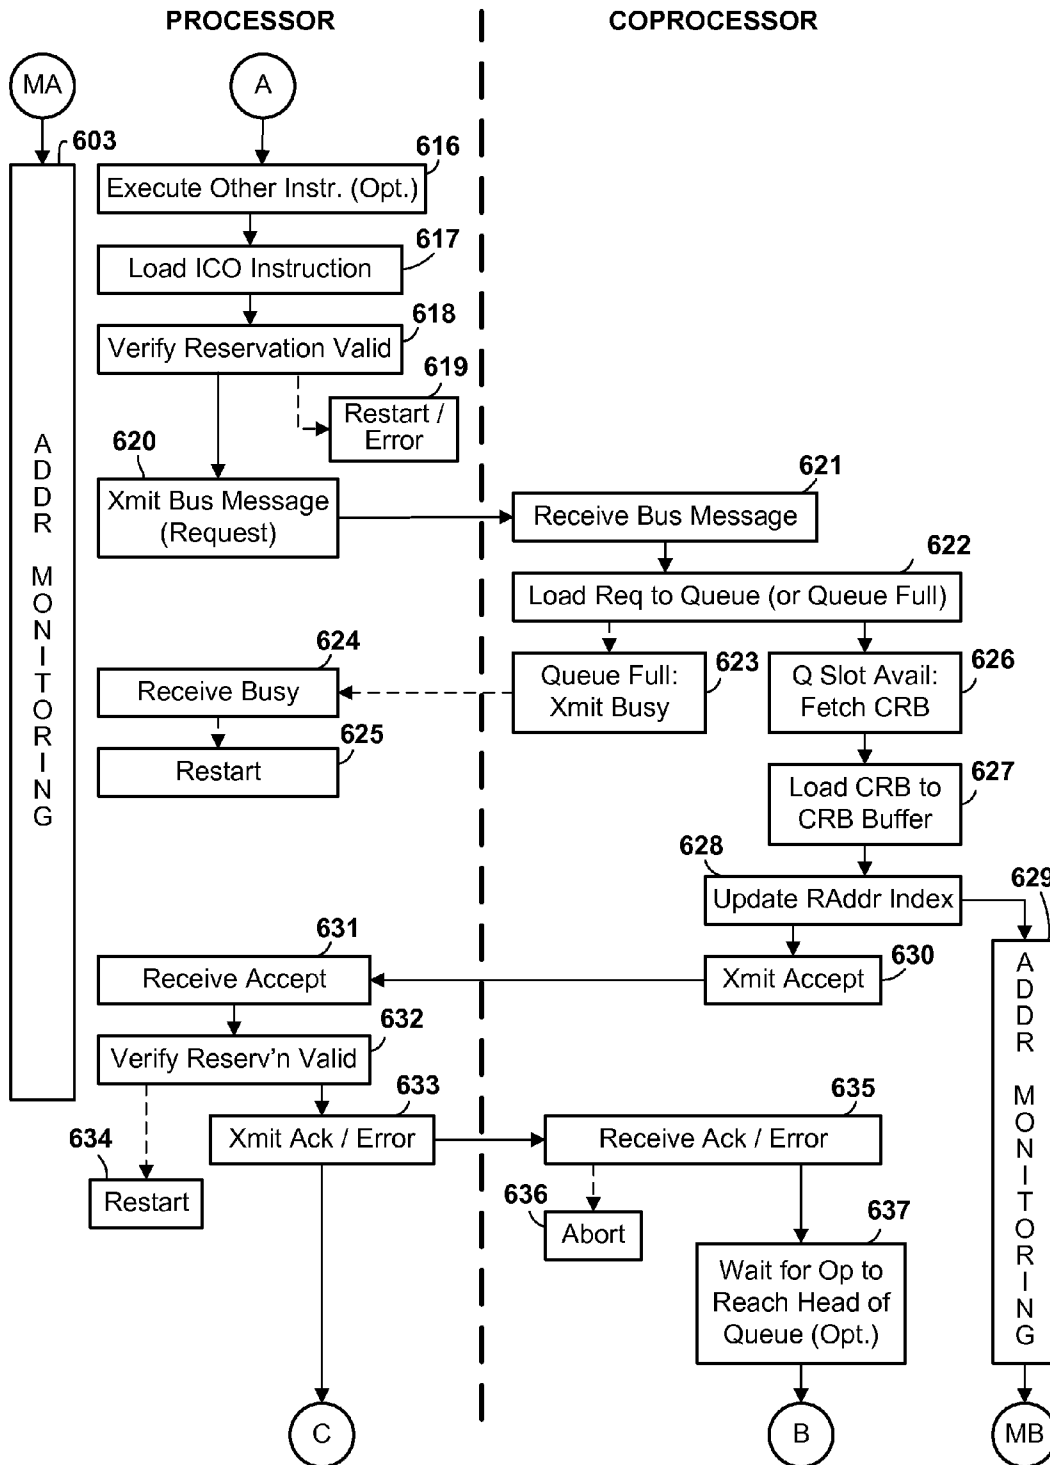 PROCESSOR
COPROCESSOR
MA
A
603
616
Execute Other Instr. (Opt.)
617
Load ICO Instruction
618
Verify Reservation Valid
619
Restart /
Error
ADDR MONITORING
620
Xmit Bus Message
(Request)
621
Receive Bus Message
622
Load Req to Queue (or Queue Full)
624
Receive Busy
623
Queue Full:
Xmit Busy
626
Q Slot Avail:
Fetch CRB
625
Restart
627
Load CRB to
CRB Buffer
628
Update RAddr Index
629
631
Receive Accept
630
Xmit Accept
ADDR MONITORING
632
Verify Reserv'n Valid
633
Xmit Ack / Error
635
Receive Ack / Error
634
Restart
636
Abort
637
Wait for Op to
Reach Head of
Queue (Opt.)
C
B
MB